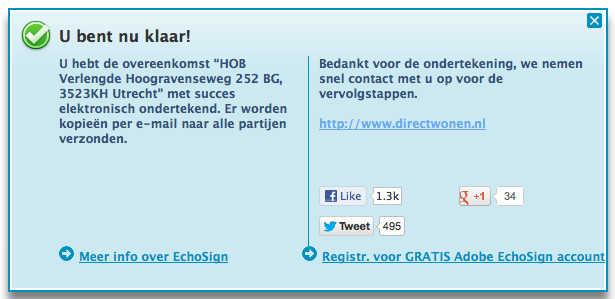 U bent nu klaar!
U hebt de overeenkomst “HOB
Verlengde Hoogravenseweg 252 BG,
3523KH Utrecht” met succes
elektronisch ondertekend. Er worden
kopieën per e-mail naar alle partijen
verzonden.
Bedankt voor de ondertekening, we nemen
snel contact met u op voor de
vervolgstappen.
http://www.directwonen.nl
Like 1.3k
g +1 34
Tweet 495
Meer info over EchoSign
Registr. voor GRATIS Adobe EchoSign account